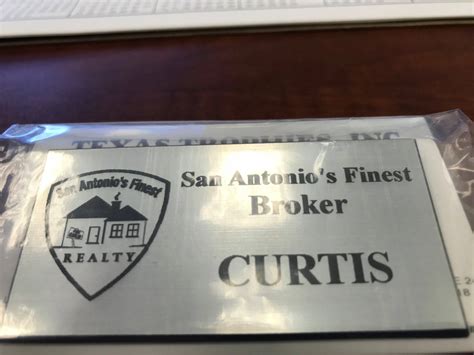 TEXAS TROPHIES, INC
San Antonio's Finest
REALTY
San Antonio's Finest
Broker
CURTIS